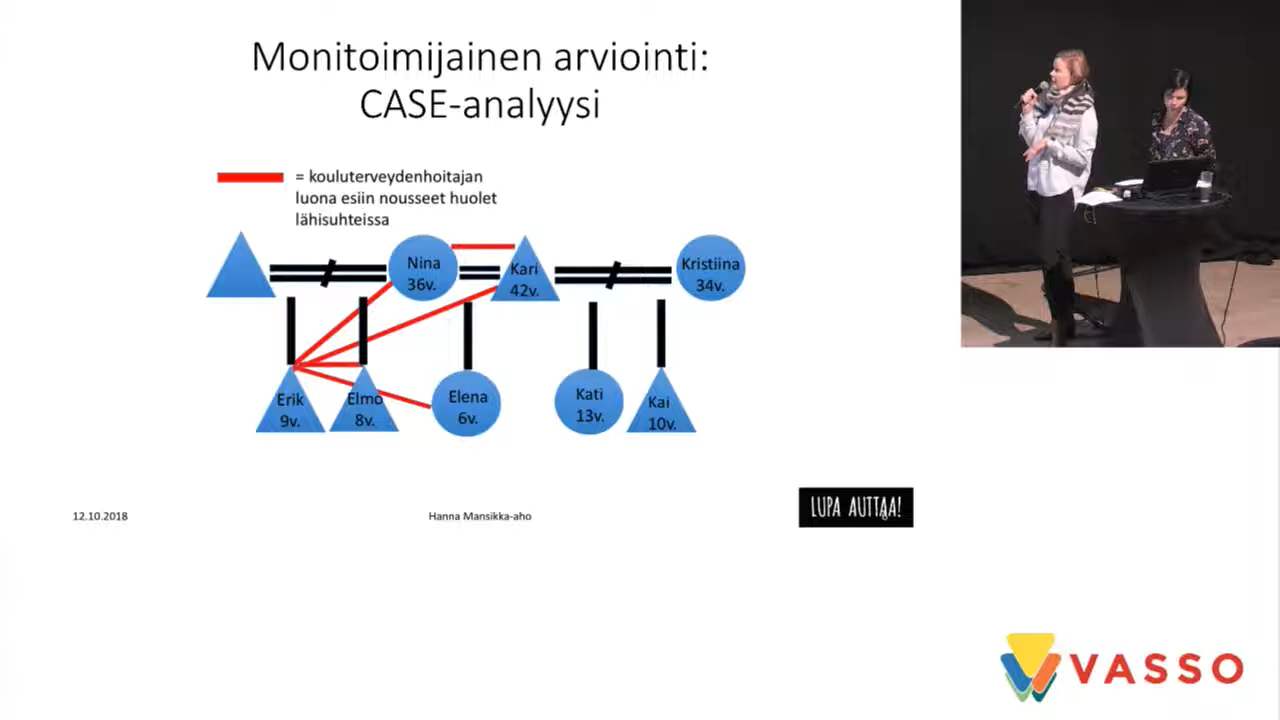 Monitoimijainen arviointi:
CASE-analyysi
= kouluterveydenhoitajan
luona esiin nousseet huolet
lähisuhteissa
Nina
36v.
Kari
42v.
Kristiina
34v.
Erik
9v.
Elmo
8v.
Elena
6v.
Kati
13v.
Kai
10v.
12.10.2018
Hanna Mansikka-aho
LUPA AUTTAA!
VASSO